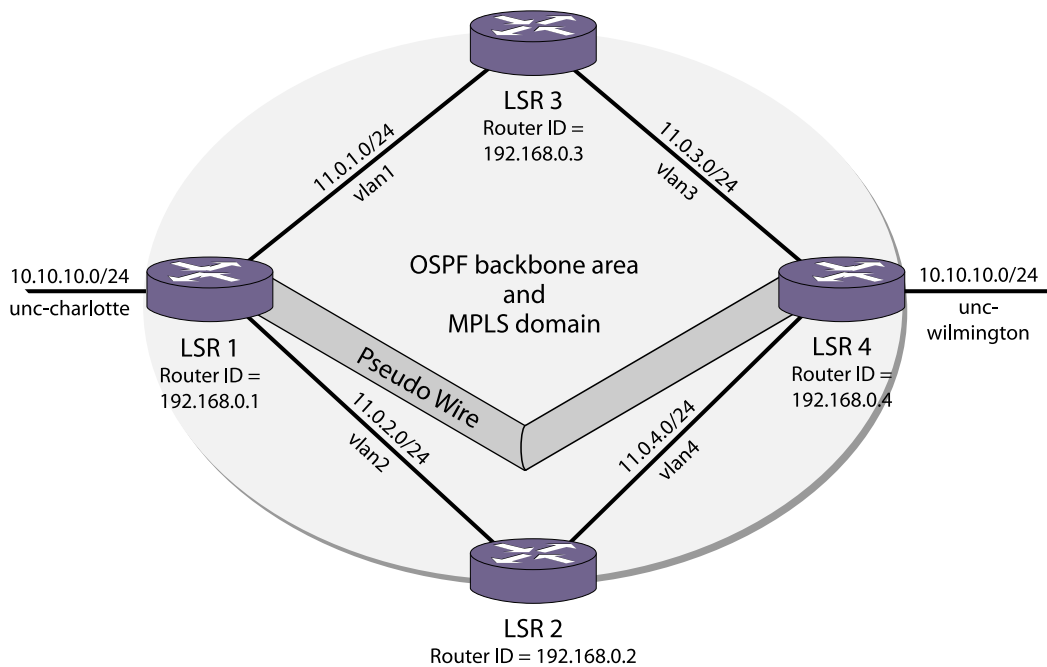 LSR 3
Router ID =
192.168.0.3
11.0.1.0/24
vlan1
11.0.3.0/24
vlan3
10.10.10.0/24
unc-charlotte
OSPF backbone area
and
MPLS domain
10.10.10.0/24
unc-
wilmington
LSR 1
Router ID =
192.168.0.1
Pseudo Wire
LSR 4
Router ID =
192.168.0.4
11.0.2.0/24
vlan2
11.0.4.0/24
vlan4
LSR 2
Router ID = 192.168.0.2